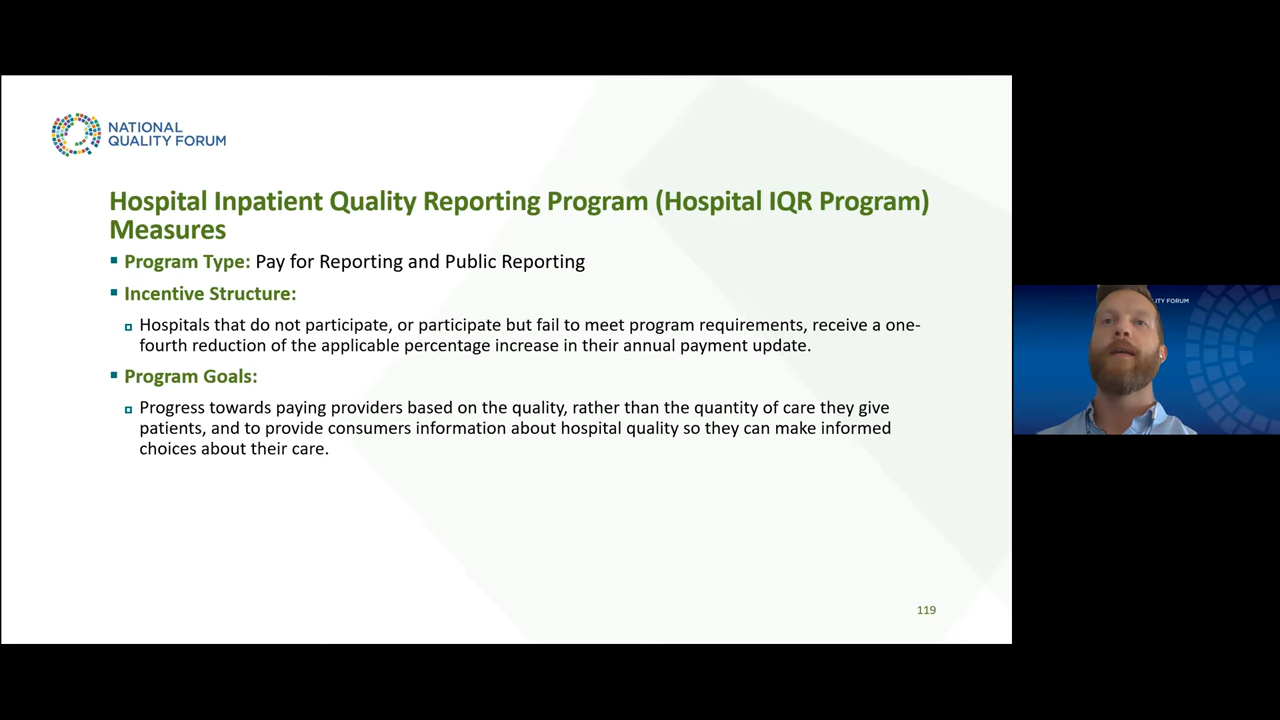 NATIONAL
QUALITY FORUM
Hospital Inpatient Quality Reporting Program (Hospital IQR Program)
Measures
Program Type: Pay for Reporting and Public Reporting
Incentive Structure:
Hospitals that do not participate, or participate but fail to meet program requirements, receive a one-
fourth reduction of the applicable percentage increase in their annual payment update.
Program Goals:
Progress towards paying providers based on the quality, rather than the quantity of care they give
patients, and to provide consumers information about hospital quality so they can make informed
choices about their care.
119
ITY FORUM